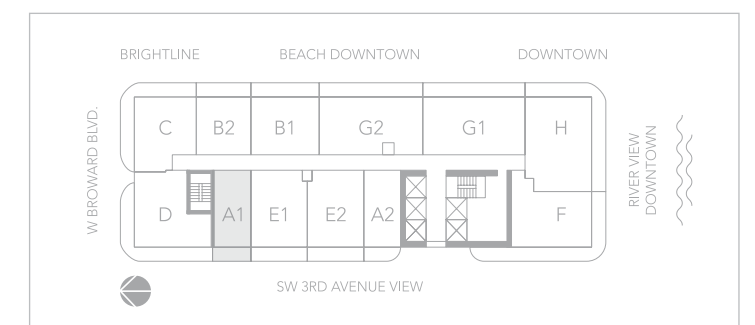 BRIGHTLINE BEACH DOWNTOWN DOWNTOWN
W BROWARD BLVD.
C B2 B1 G2 G1 H
RIVER VIEW
DOWNTOWN
D A1 E1 E2 A2 F
SW 3RD AVENUE VIEW